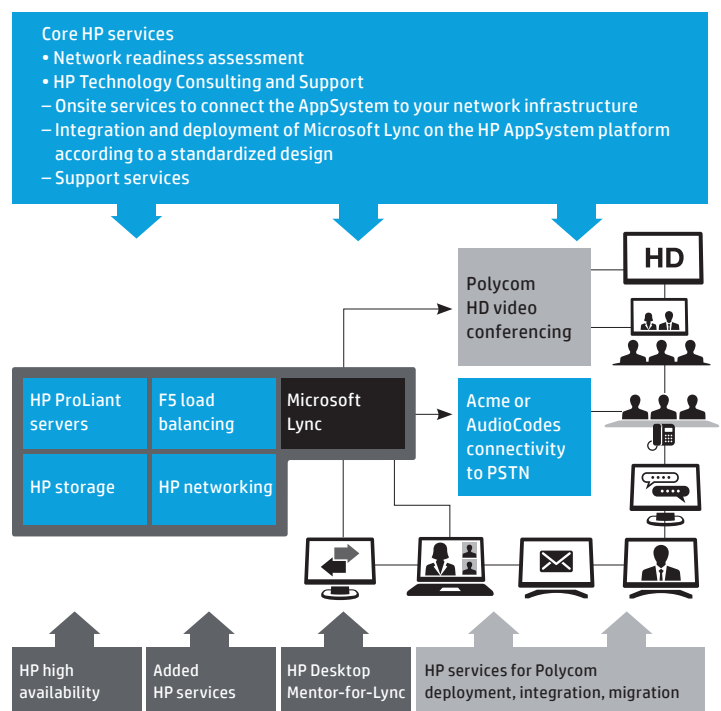 Core HP services
• Network readiness assessment
• HP Technology Consulting and Support
– Onsite services to connect the AppSystem to your network infrastructure
– Integration and deployment of Microsoft Lync on the HP AppSystem platform
according to a standardized design
– Support services
HD
Polycom
HD video
conferencing
HP ProLiant
servers
F5 load
balancing
Microsoft
Lync
Acme or
AudioCodes
connectivity
to PSTN
HP storage
HP networking
HP high
availability
Added
HP services
HP Desktop
Mentor-for-Lync
HP services for Polycom
deployment, integration, migration